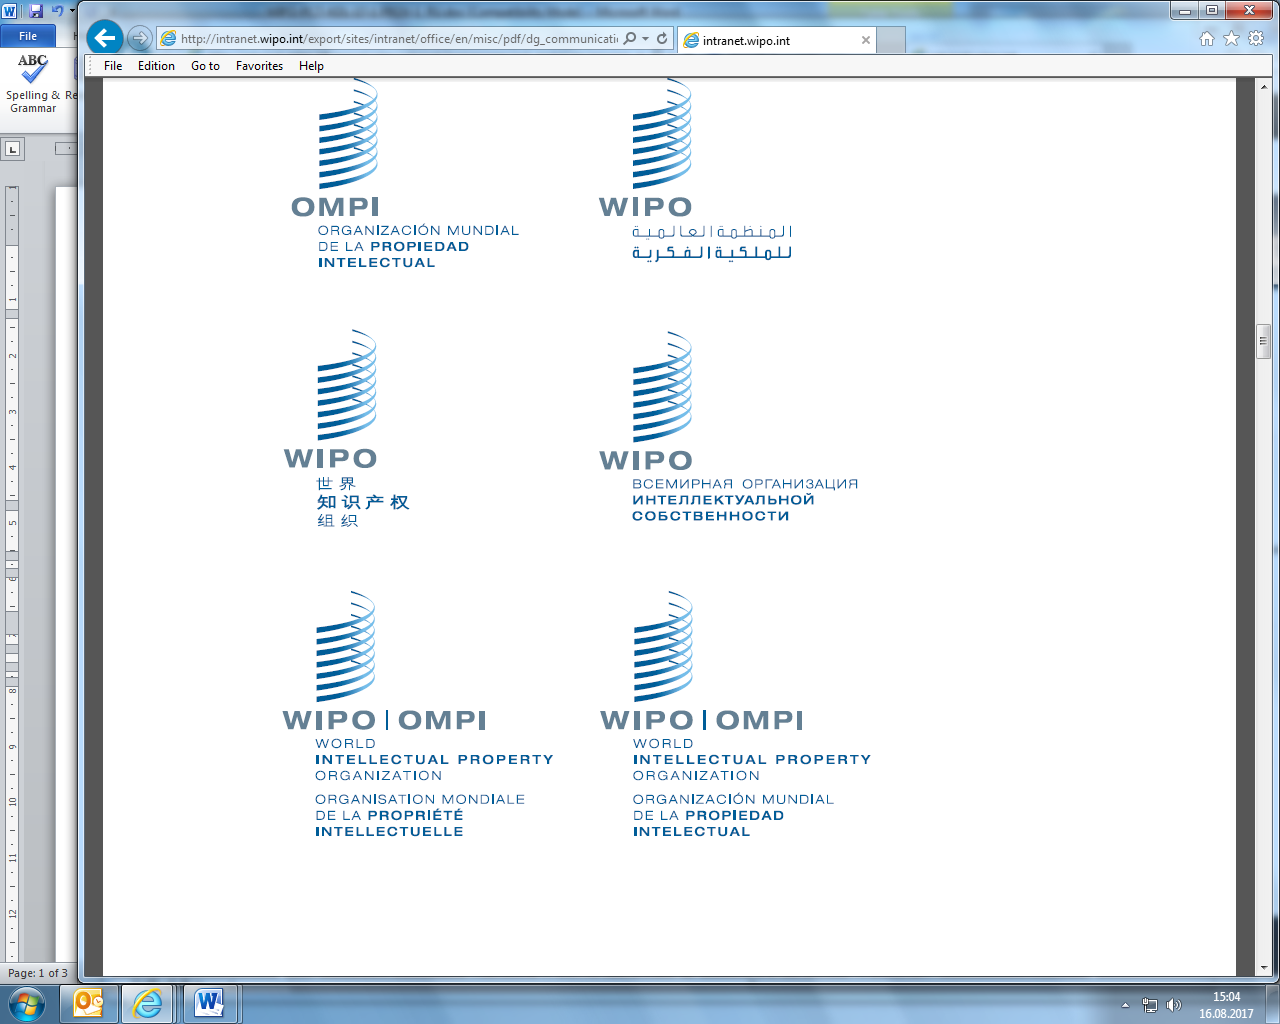 File
ABC
Spelling &
Grammar
http://intranet.wipo.int/export/sites/intranet/office/en/misc/pdf/dg_communicati
intranet.wipo.int
File Edition Go to Favorites Help
OMPI
ORGANIZACIÓN MUNDIAL
DE LA PROPIEDAD
INTELECTUAL
WIPO
المنظمة العالمية
للملكية الفكرية
WIPO
世界
知识产权
组织
WIPO
ВСЕМИРНАЯ ОРГАНИЗАЦИЯ
ИНТЕЛЛЕКТУАЛЬНОЙ
СОБСТВЕННОСТИ
WIPO | OMPI
WORLD
INTELLECTUAL PROPERTY
ORGANIZATION
ORGANISATION MONDIALE
DE LA PROPRIÉTÉ
INTELLECTUELLE
WIPO | OMPI
WORLD
INTELLECTUAL PROPERTY
ORGANIZATION
ORGANIZACIÓN MUNDIAL
DE LA PROPIEDAD
INTELECTUAL
Page: 1 of 3
15:04
16.08.2017